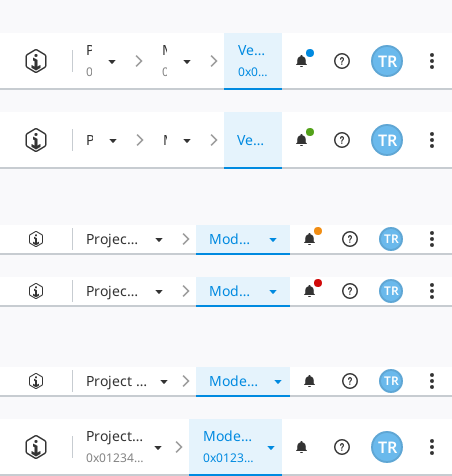 P M Ve...
0 0 0x0... TR
P M Ve... TR
Projec... Mod... TR
Projec... Mod... TR
Project ... Mode... TR
Project... Mode... TR
0x01234... 0x0123...